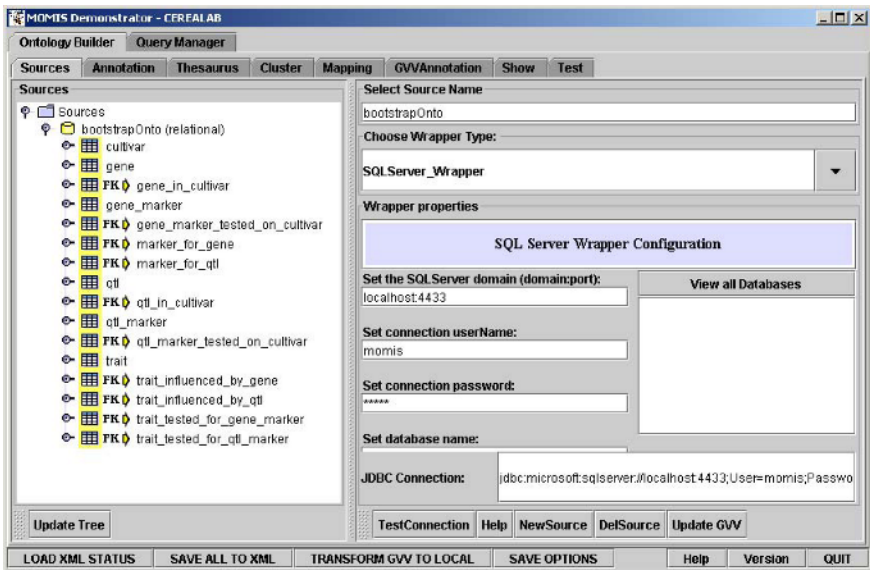 MOMIS Demonstrator - CEREALAB
Ontology Builder Query Manager
Sources Annotation Thesaurus Cluster Mapping GVVAnnotation Show Test
Sources
Sources
bootstrapOnto (relational)
cultivar
gene
FK gene_in_cultivar
gene_marker
FK gene_marker_tested_on_cultivar
FK marker_for_gene
FK marker_for_qtl
qtl
FK qtl_in_cultivar
qtl_marker
FK qtl_marker_tested_on_cultivar
trait
FK trait_influenced_by_gene
FK trait_influenced_by_qtl
FK trait_tested_for_gene_marker
FK trait_tested_for_qtl_marker
Update Tree
Select Source Name
bootstrapOnto
Choose Wrapper Type:
SQLServer_Wrapper
Wrapper properties
SQL Server Wrapper Configuration
Set the SQLServer domain (domain:port):
localhost:4433
View all Databases
Set connection userName:
momis
Set connection password:
*****
Set database name:
JDBC Connection: jdbc:microsoft:sqlserver://localhost:4433;User=momis;Passwo
TestConnection Help NewSource DelSource Update GVV
LOAD XML STATUS SAVE ALL TO XML TRANSFORM GVV TO LOCAL SAVE OPTIONS Help Version QUIT